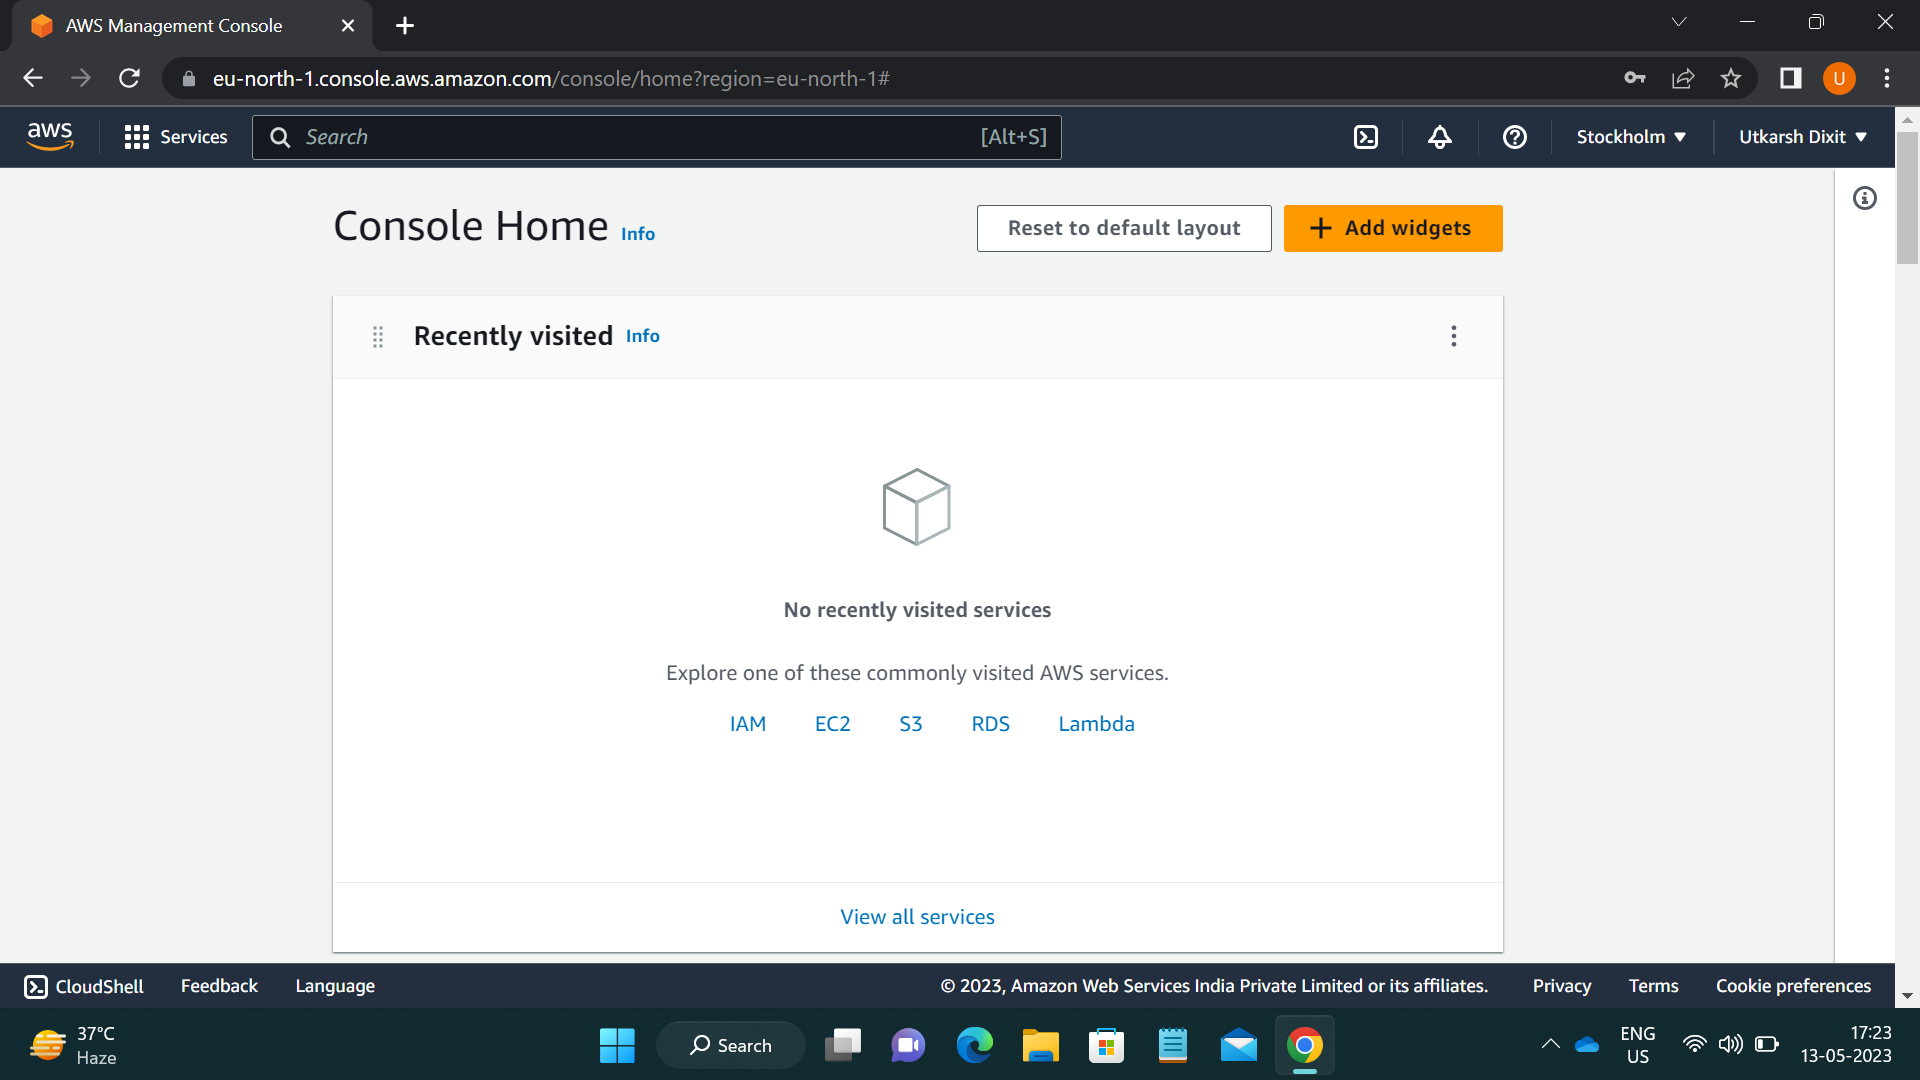 AWS Management Console
eu-north-1.console.aws.amazon.com/console/home?region=eu-north-1#
U
aws
Services
Search
[Alt+S]
Stockholm
Utkarsh Dixit
Console Home Info
Reset to default layout
Add widgets
Recently visited Info
No recently visited services
Explore one of these commonly visited AWS services.
IAM EC2 S3 RDS Lambda
View all services
CloudShell Feedback Language
© 2023, Amazon Web Services India Private Limited or its affiliates. Privacy Terms Cookie preferences
37°C
Haze
Search
ENG
US
17:23
13-05-2023